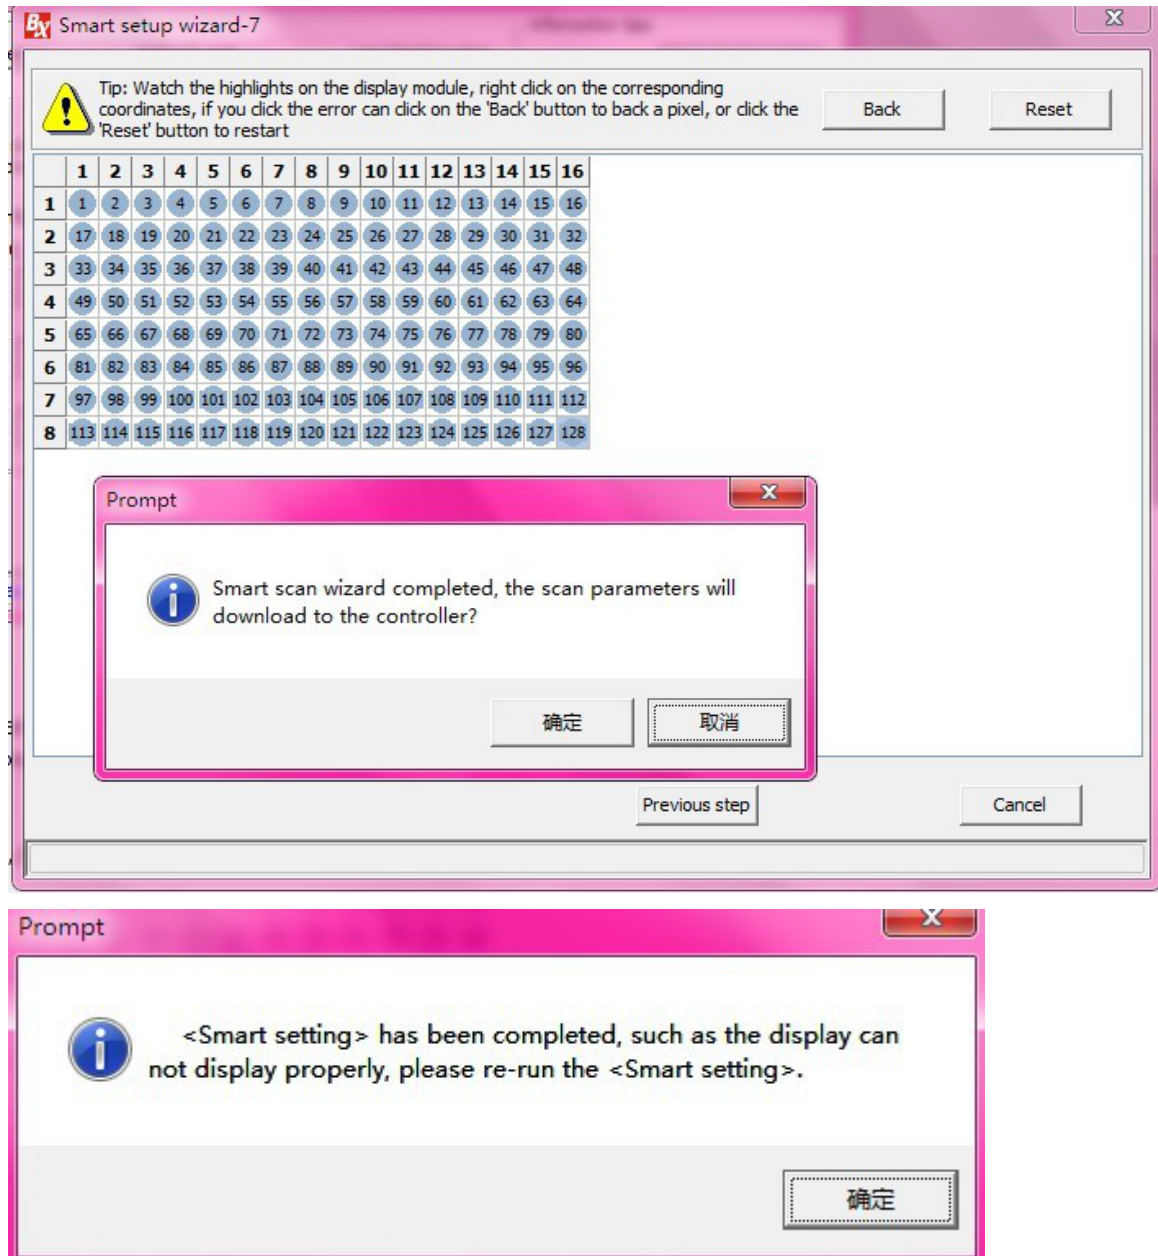 BX Smart setup wizard-7
Tip: Watch the highlights on the display module, right click on the corresponding
coordinates, if you click the error can click on the 'Back' button to back a pixel, or click the
'Reset' button to restart
Back
Reset
1 2 3 4 5 6 7 8 9 10 11 12 13 14 15 16
1 1 2 3 4 5 6 7 8 9 10 11 12 13 14 15 16
2 17 18 19 20 21 22 23 24 25 26 27 28 29 30 31 32
3 33 34 35 36 37 38 39 40 41 42 43 44 45 46 47 48
4 49 50 51 52 53 54 55 56 57 58 59 60 61 62 63 64
5 65 66 67 68 69 70 71 72 73 74 75 76 77 78 79 80
6 81 82 83 84 85 86 87 88 89 90 91 92 93 94 95 96
7 97 98 99 100 101 102 103 104 105 106 107 108 109 110 111 112
8 113 114 115 116 117 118 119 120 121 122 123 124 125 126 127 128
Prompt
Smart scan wizard completed, the scan parameters will
download to the controller?
确定
取消
Previous step
Cancel
Prompt
<Smart setting> has been completed, such as the display can
not display properly, please re-run the <Smart setting>.
确定